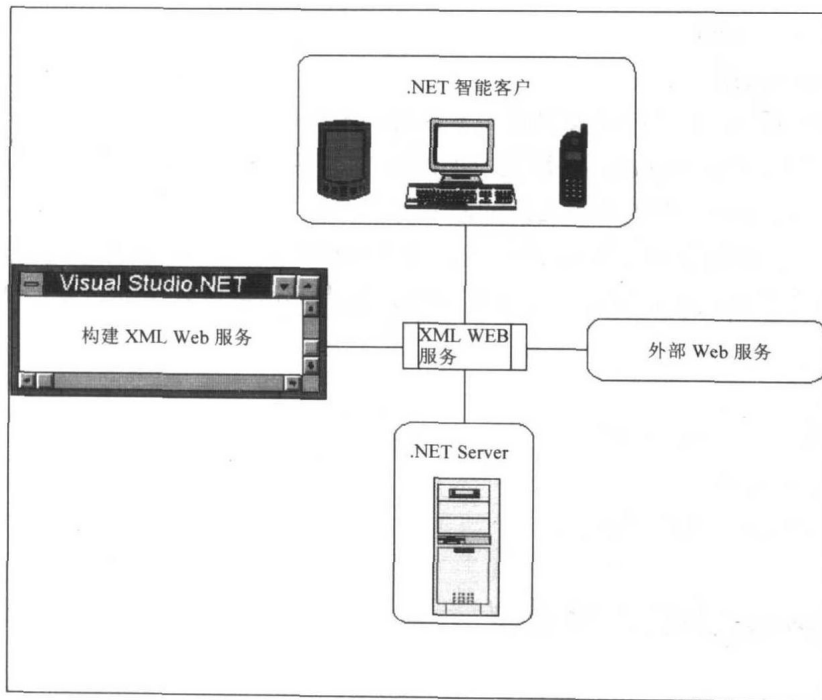 .NET 智能客户
Visual Studio.NET
构建 XML Web 服务
XML WEB
服务
外部 Web 服务
.NET Server